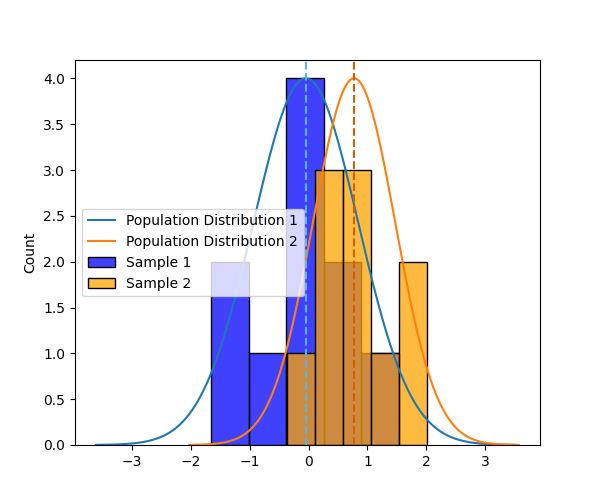 4.0
3.5
3.0
2.5
2.0
1.5
1.0
0.5
0.0
Count
Population Distribution 1
Population Distribution 2
Sample 1
Sample 2
−3 −2 −1 0 1 2 3